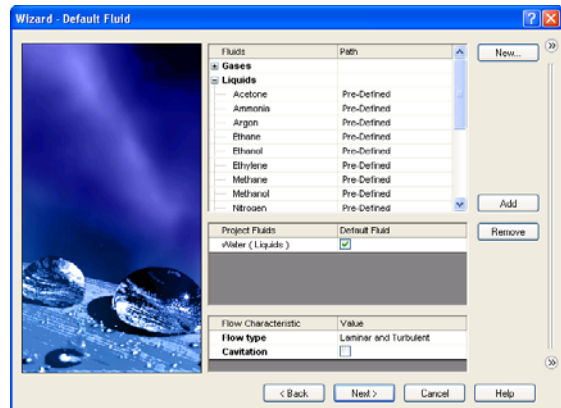 Wizard - Default Fluid
Fluids Path
Gases
Liquids
Acetone Pre-Defined
Ammonia Pre-Defined
Argon Pre-Defined
Ethane Pre-Defined
Ethanol Pre-Defined
Ethylene Pre-Defined
Methane Pre-Defined
Methanol Pre-Defined
Nitrogen Pre-Defined
New...
Add
Remove
Project Fluids Default Fluid
Water ( Liquids )
Flow Characteristic Value
Flow type Laminar and Turbulent
Cavitation
< Back Next > Cancel Help